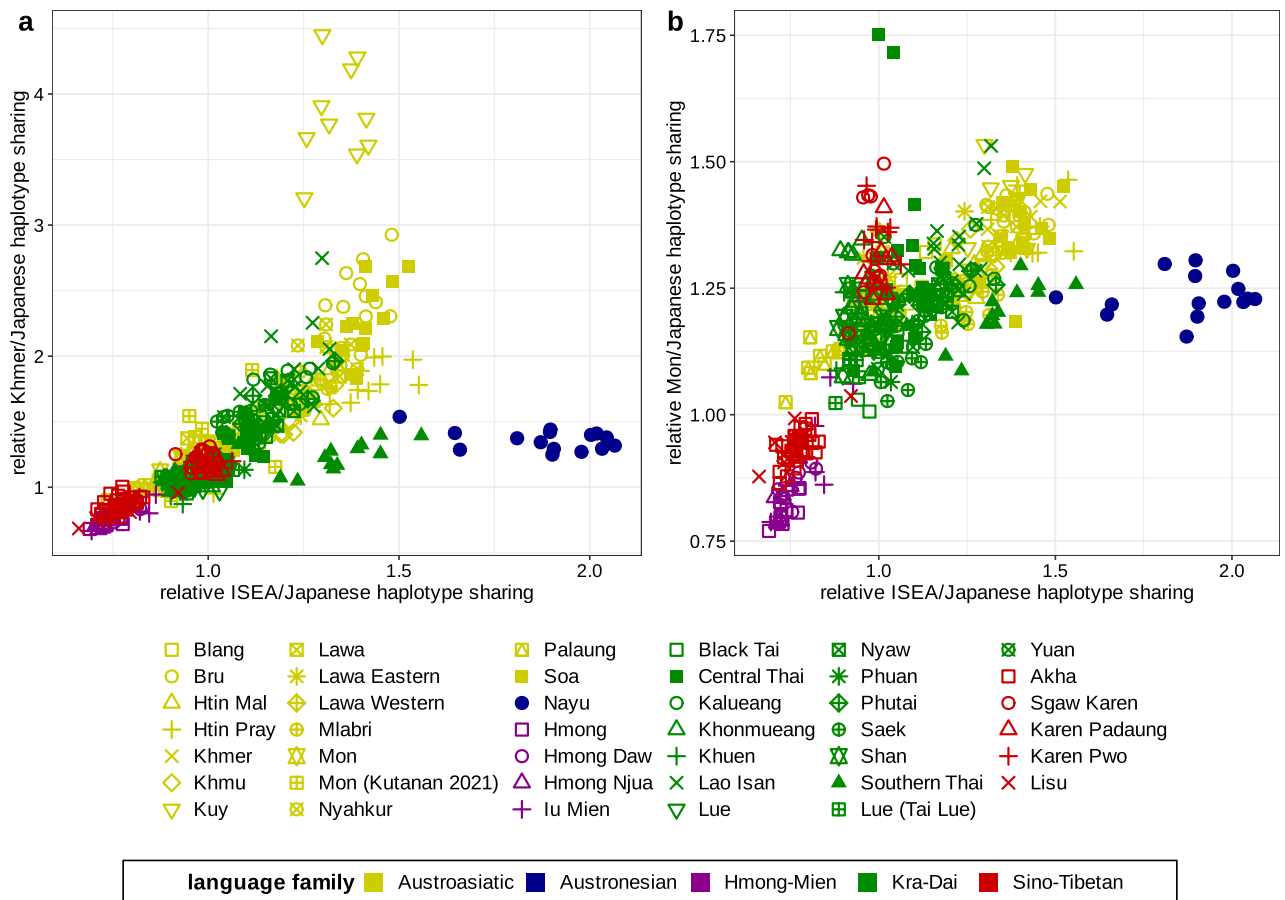 a
b
relative Khmer/Japanese haplotype sharing
4
3
2
1
1.0
1.5
2.0
relative ISEA/Japanese haplotype sharing
relative Mon/Japanese haplotype sharing
1.75
1.50
1.25
1.00
0.75
1.0
1.5
2.0
relative ISEA/Japanese haplotype sharing
Blang
Lawa
Palaung
Black Tai
Nyaw
Yuan
Bru
Lawa Eastern
Soa
Central Thai
Phuan
Akha
Htin Mal
Lawa Western
Nayu
Kalueang
Phutai
Sgaw Karen
Htin Pray
Mlabri
Hmong
Khonmueang
Saek
Karen Padaung
Khmer
Mon
Hmong Daw
Khuen
Shan
Karen Pwo
Khmu
Mon (Kutanan 2021)
Hmong Njua
Lao Isan
Southern Thai
Lisu
Kuy
Nyahkur
Iu Mien
Lue
Lue (Tai Lue)
language family
Austroasiatic
Austronesian
Hmong-Mien
Kra-Dai
Sino-Tibetan